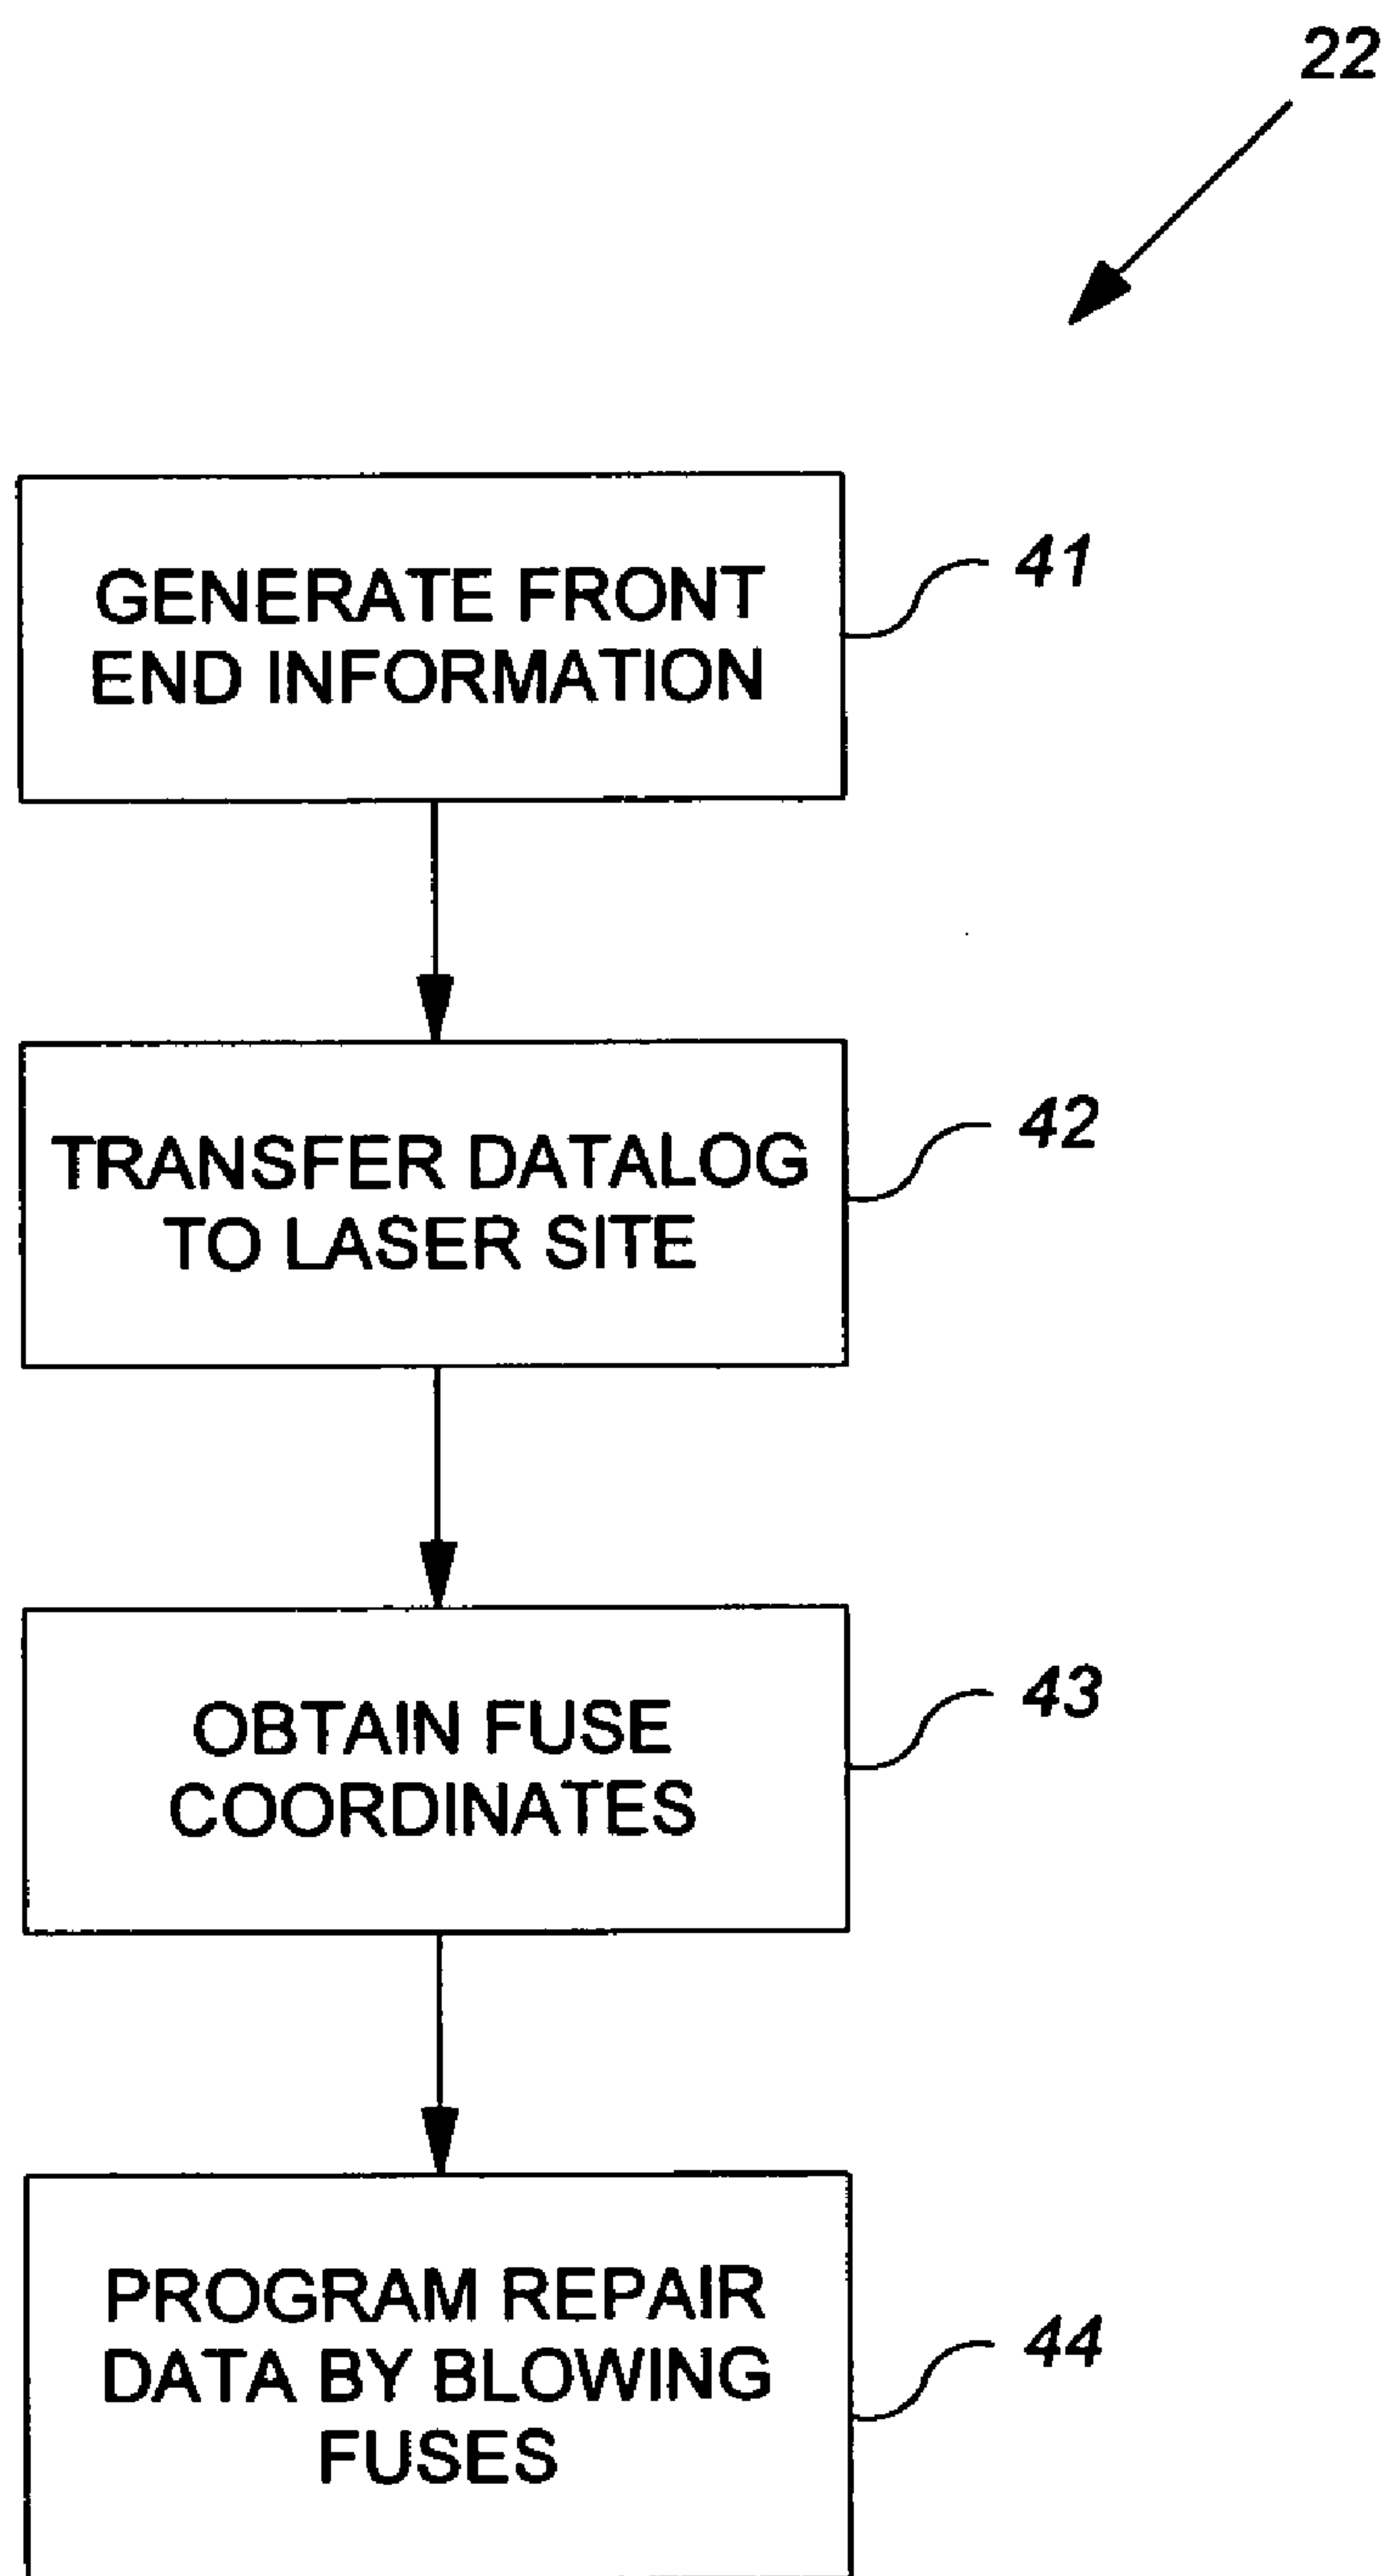 22
GENERATE FRONT
END INFORMATION
41
TRANSFER DATALOG
TO LASER SITE
42
OBTAIN FUSE
COORDINATES
43
PROGRAM REPAIR
DATA BY BLOWING
FUSES
44